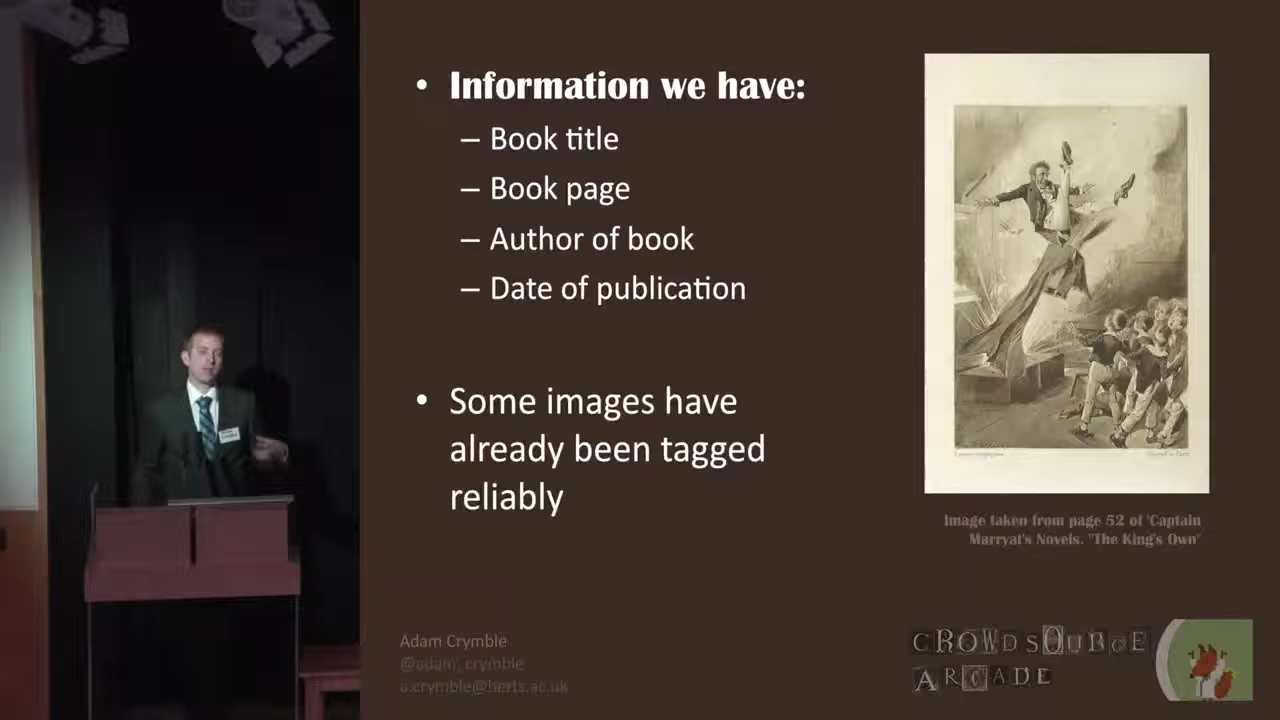 • Information we have:
– Book title
– Book page
– Author of book
– Date of publication
• Some images have
already been tagged
reliably
Image taken from page 52 of 'Captain
Marryat's Novels. "The King's Own"
Adam Crymble
@adam_crymble
a.crymble@herts.ac.uk
CROWDSOURCE
ARCADE